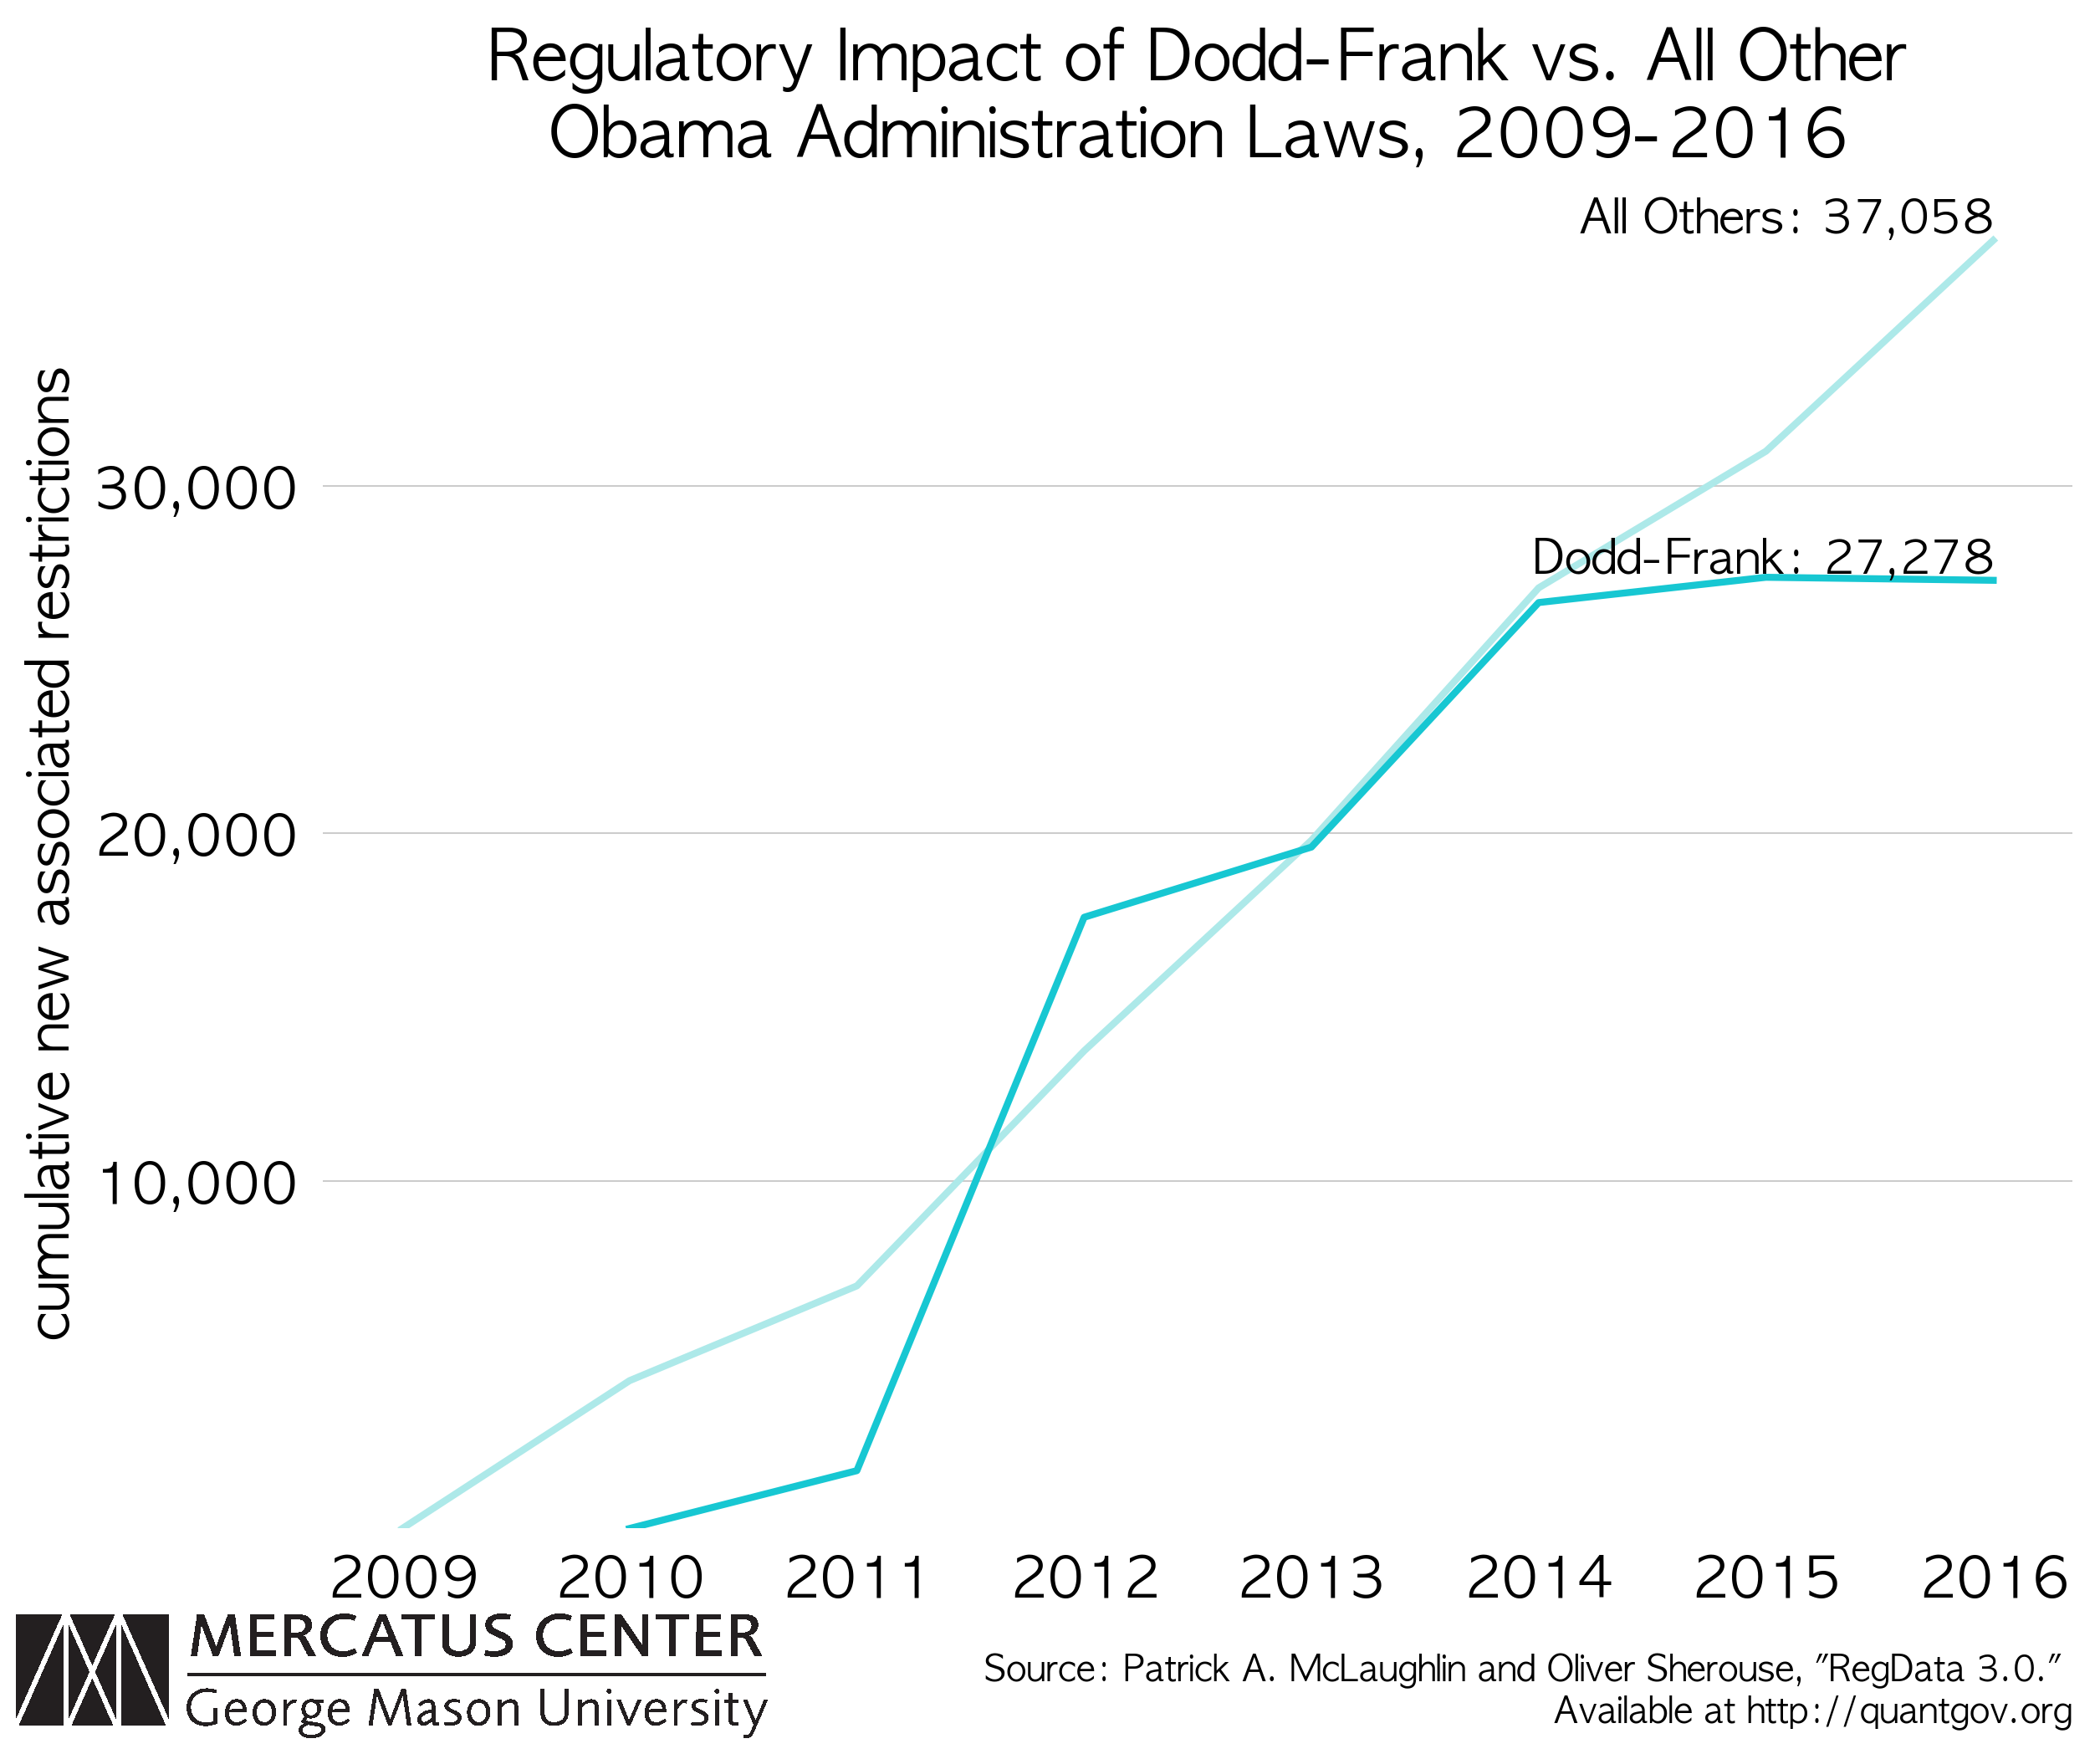 Regulatory Impact of Dodd-Frank vs. All Other
Obama Administration Laws, 2009-2016
All Others: 37,058
cumulative new associated restrictions
30,000
Dodd-Frank: 27,278
20,000
10,000
2009 2010 2011 2012 2013 2014 2015 2016
MERCATUS CENTER
George Mason University
Source: Patrick A. McLaughlin and Oliver Sherouse, "RegData 3.0."
Available at http://quantgov.org